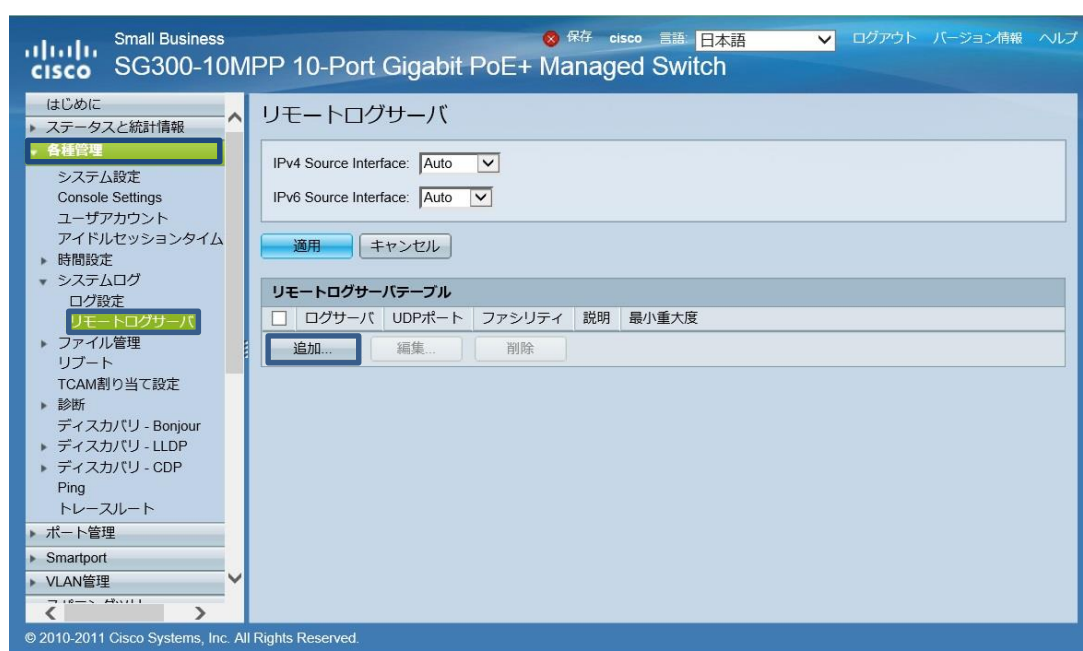 Small Business
保存 cisco 言語: 日本語 ログアウト バージョン情報 ヘルプ
CISCO SG300-10MPP 10-Port Gigabit PoE+ Managed Switch
はじめに
ステータスと統計情報
各種管理
システム設定
Console Settings
ユーザアカウント
アイドルセッションタイム
時間設定
システムログ
ログ設定
リモートログサーバ
ファイル管理
リブート
TCAM割り当て設定
診断
ディスカバリ - Bonjour
ディスカバリ - LLDP
ディスカバリ - CDP
Ping
トレースルート
ポート管理
Smartport
VLAN管理
リモートログサーバ
IPv4 Source Interface: Auto
IPv6 Source Interface: Auto
適用 キャンセル
リモートログサーバテーブル
ログサーバ UDPポート ファシリティ 説明 最小重大度
追加... 編集... 削除
© 2010-2011 Cisco Systems, Inc. All Rights Reserved.